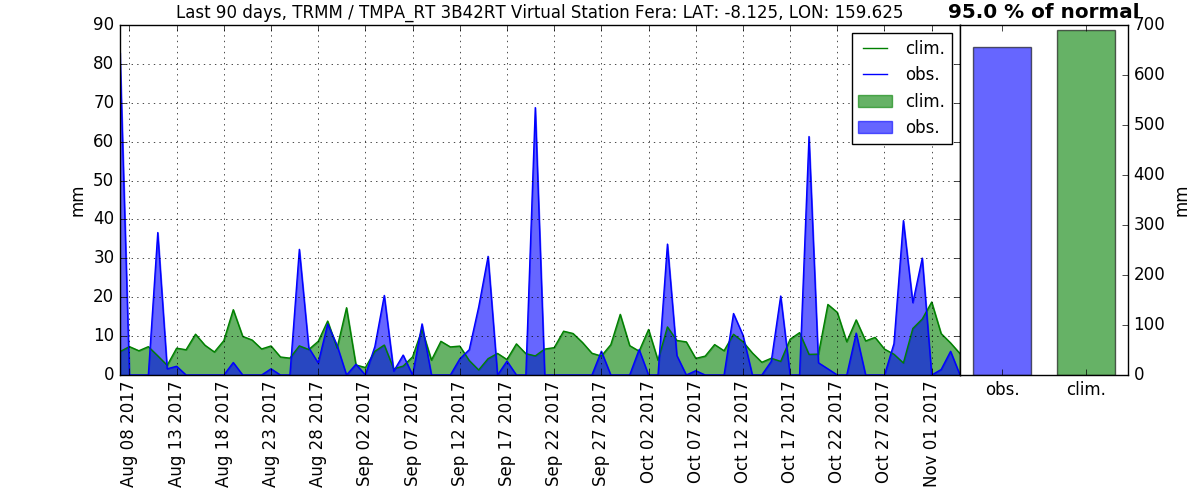 Last 90 days, TRMM / TMPA_RT 3B42RT Virtual Station Fera: LAT: -8.125, LON: 159.625
95.0 % of normal
90
80
70
60
50
40
30
20
10
0
mm
clim.
obs.
clim.
obs.
Aug 08 2017
Aug 13 2017
Aug 18 2017
Aug 23 2017
Aug 28 2017
Sep 02 2017
Sep 07 2017
Sep 12 2017
Sep 17 2017
Sep 22 2017
Sep 27 2017
Oct 02 2017
Oct 07 2017
Oct 12 2017
Oct 17 2017
Oct 22 2017
Oct 27 2017
Nov 01 2017
obs.
clim.
700
600
500
400
300
200
100
0
mm